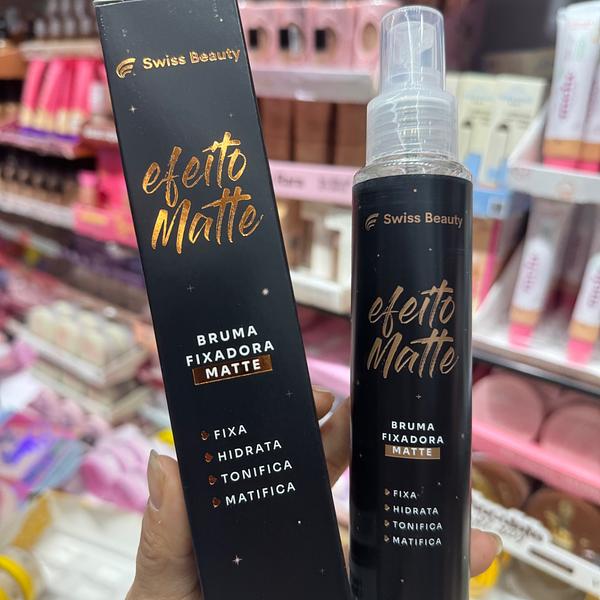 Swiss Beauty
efeito
Matte
BRUMA
FIXADORA
MATTE
FIXA
HIDRATA
TONIFICA
MATIFICA
Swiss Beauty
efeito
Matte
BRUMA
FIXADORA
MATTE
FIXA
HIDRATA
TONIFICA
MATIFICA